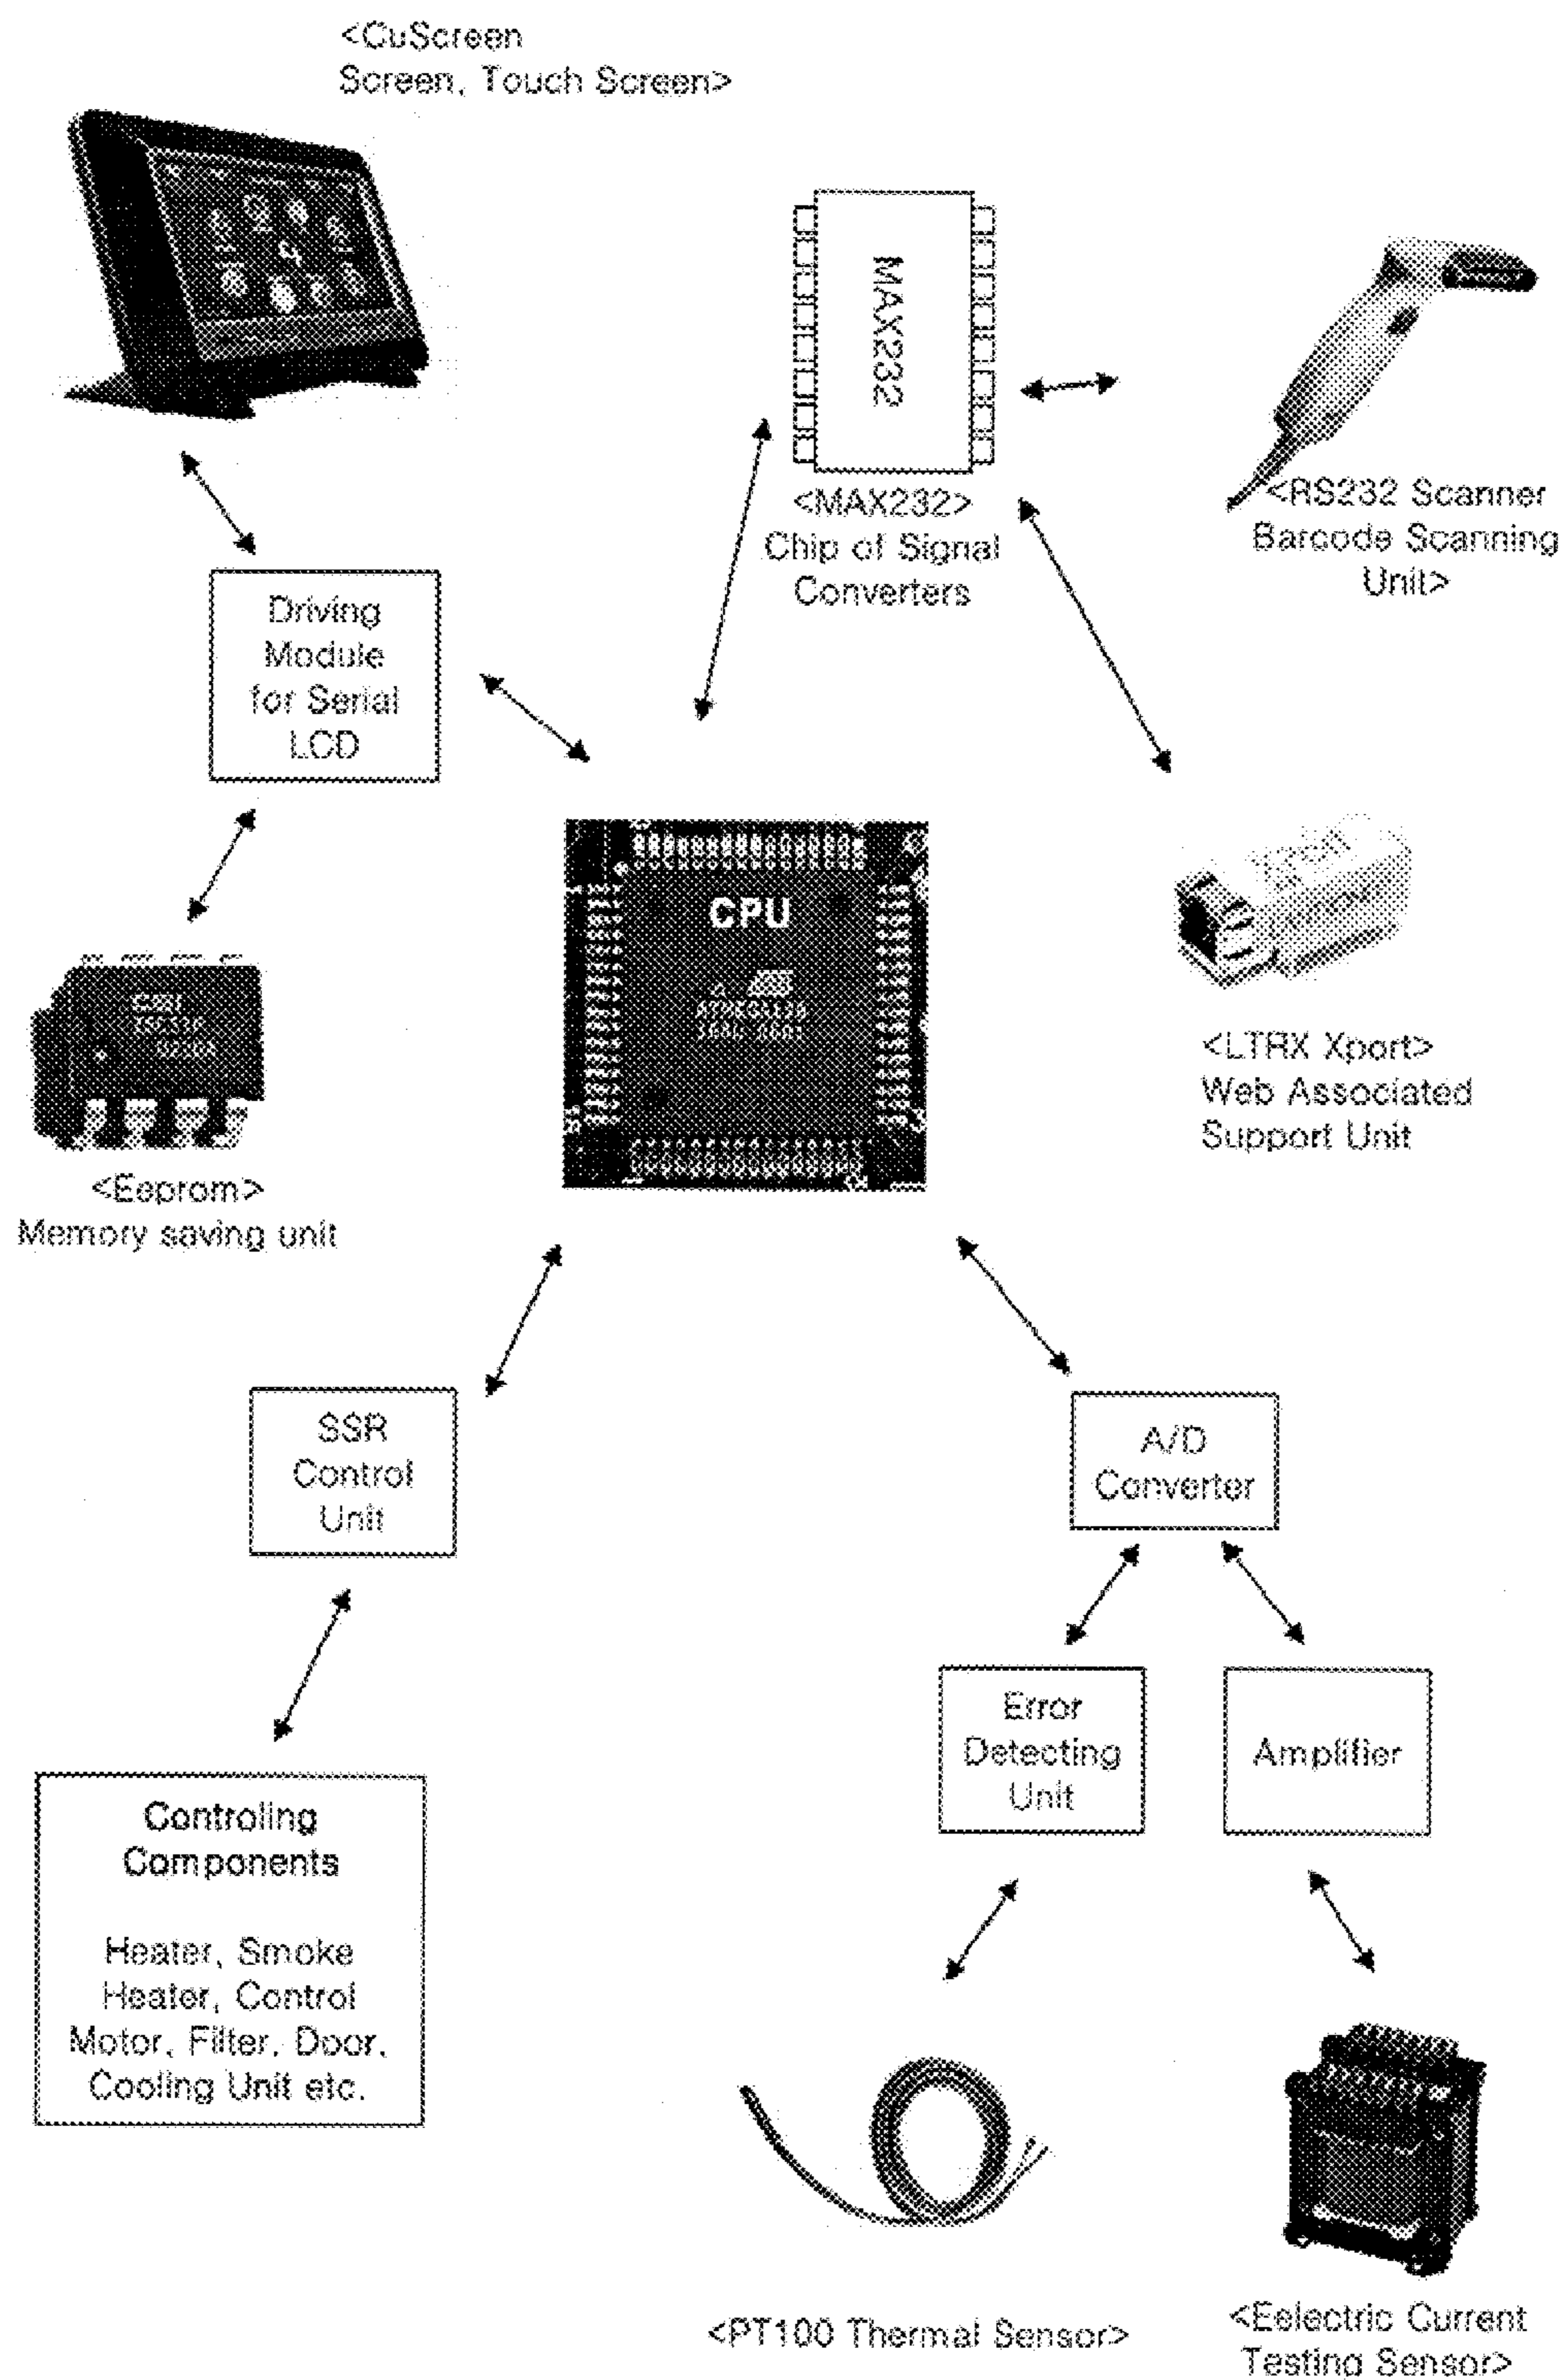 <CuScreen
Screen, Touch Screen>
MAX232
<MAX232>
Chip of Signal
Converters
<RS232 Scanner
Barcode Scanning
Unit>
Driving
Module
for Serial
LCD
CPU
<LTRX Xport>
Web Associated
Support Unit
<Eeprom>
Memory saving unit
SSR
Control
Unit
A/D
Converter
Error
Detecting
Unit
Amplifier
Controling
Components
Heater, Smoke
Heater, Control
Motor, Filter, Door,
Cooling Unit etc.
<PT100 Thermal Sensor>
<Eelectric Current
Testing Sensor>